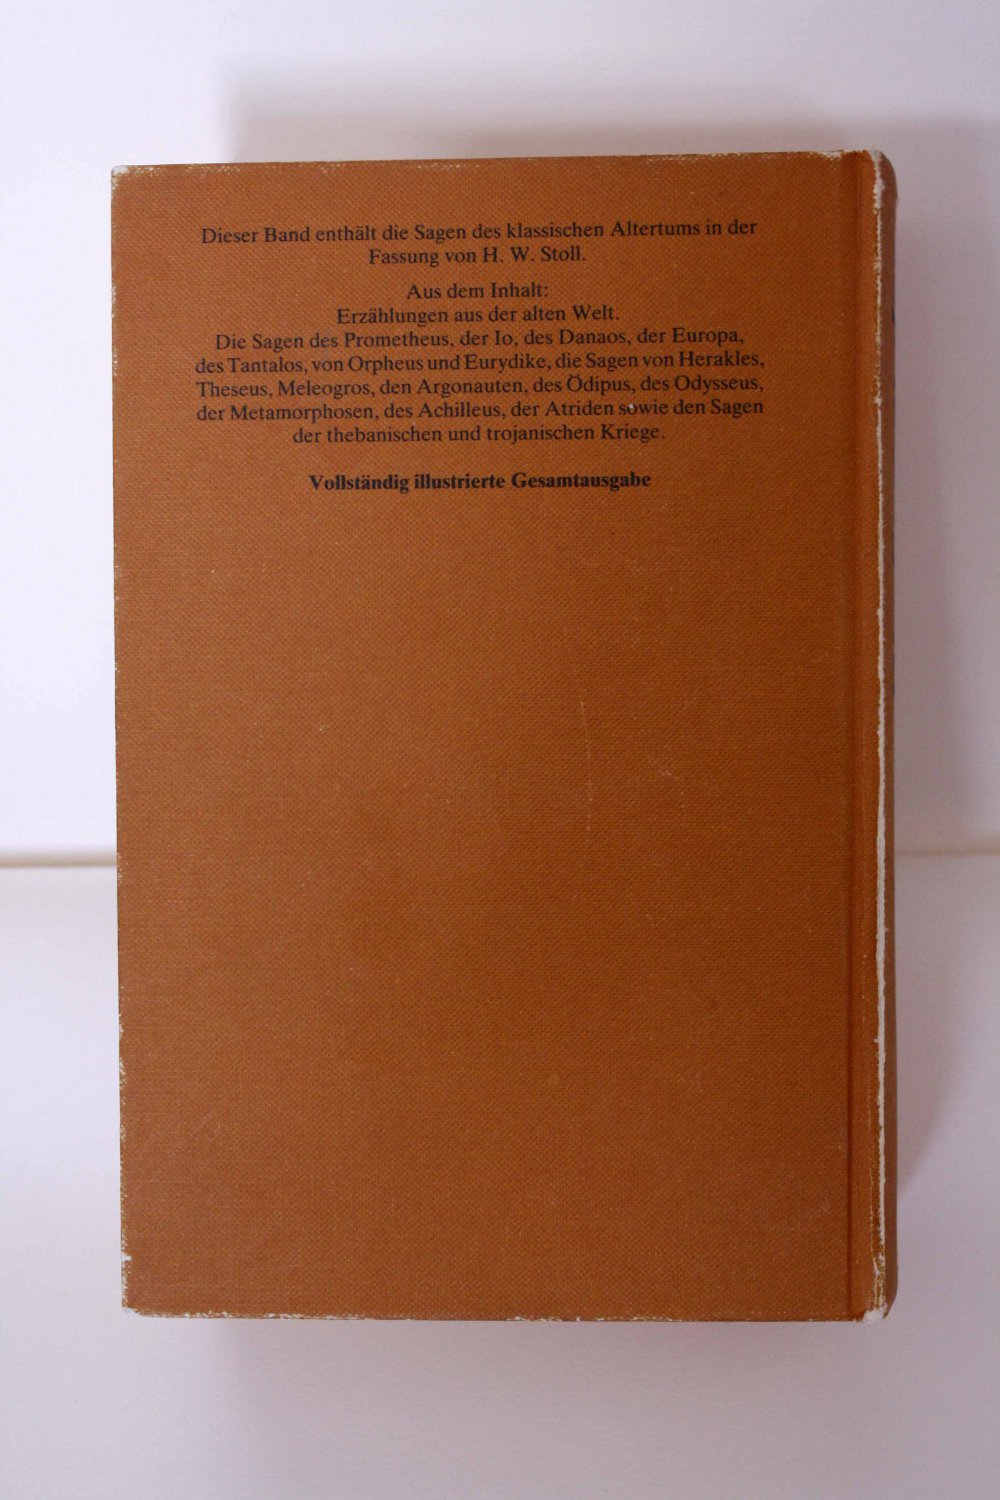 Dieser Band enthält die Sagen des klassischen Altertums in der
Fassung von H. W. Stoll.
Aus dem Inhalt:
Erzählungen aus der alten Welt.
Die Sagen des Prometheus, der Io, des Danaos, der Europa,
des Tantalos, von Orpheus und Eurydike, die Sagen von Herakles,
Theseus, Meleogros, den Argonauten, des Ödipus, des Odysseus,
der Metamorphosen, des Achilleus, der Atriden sowie den Sagen
der thebanischen und trojanischen Kriege.
Vollständig illustrierte Gesamtausgabe